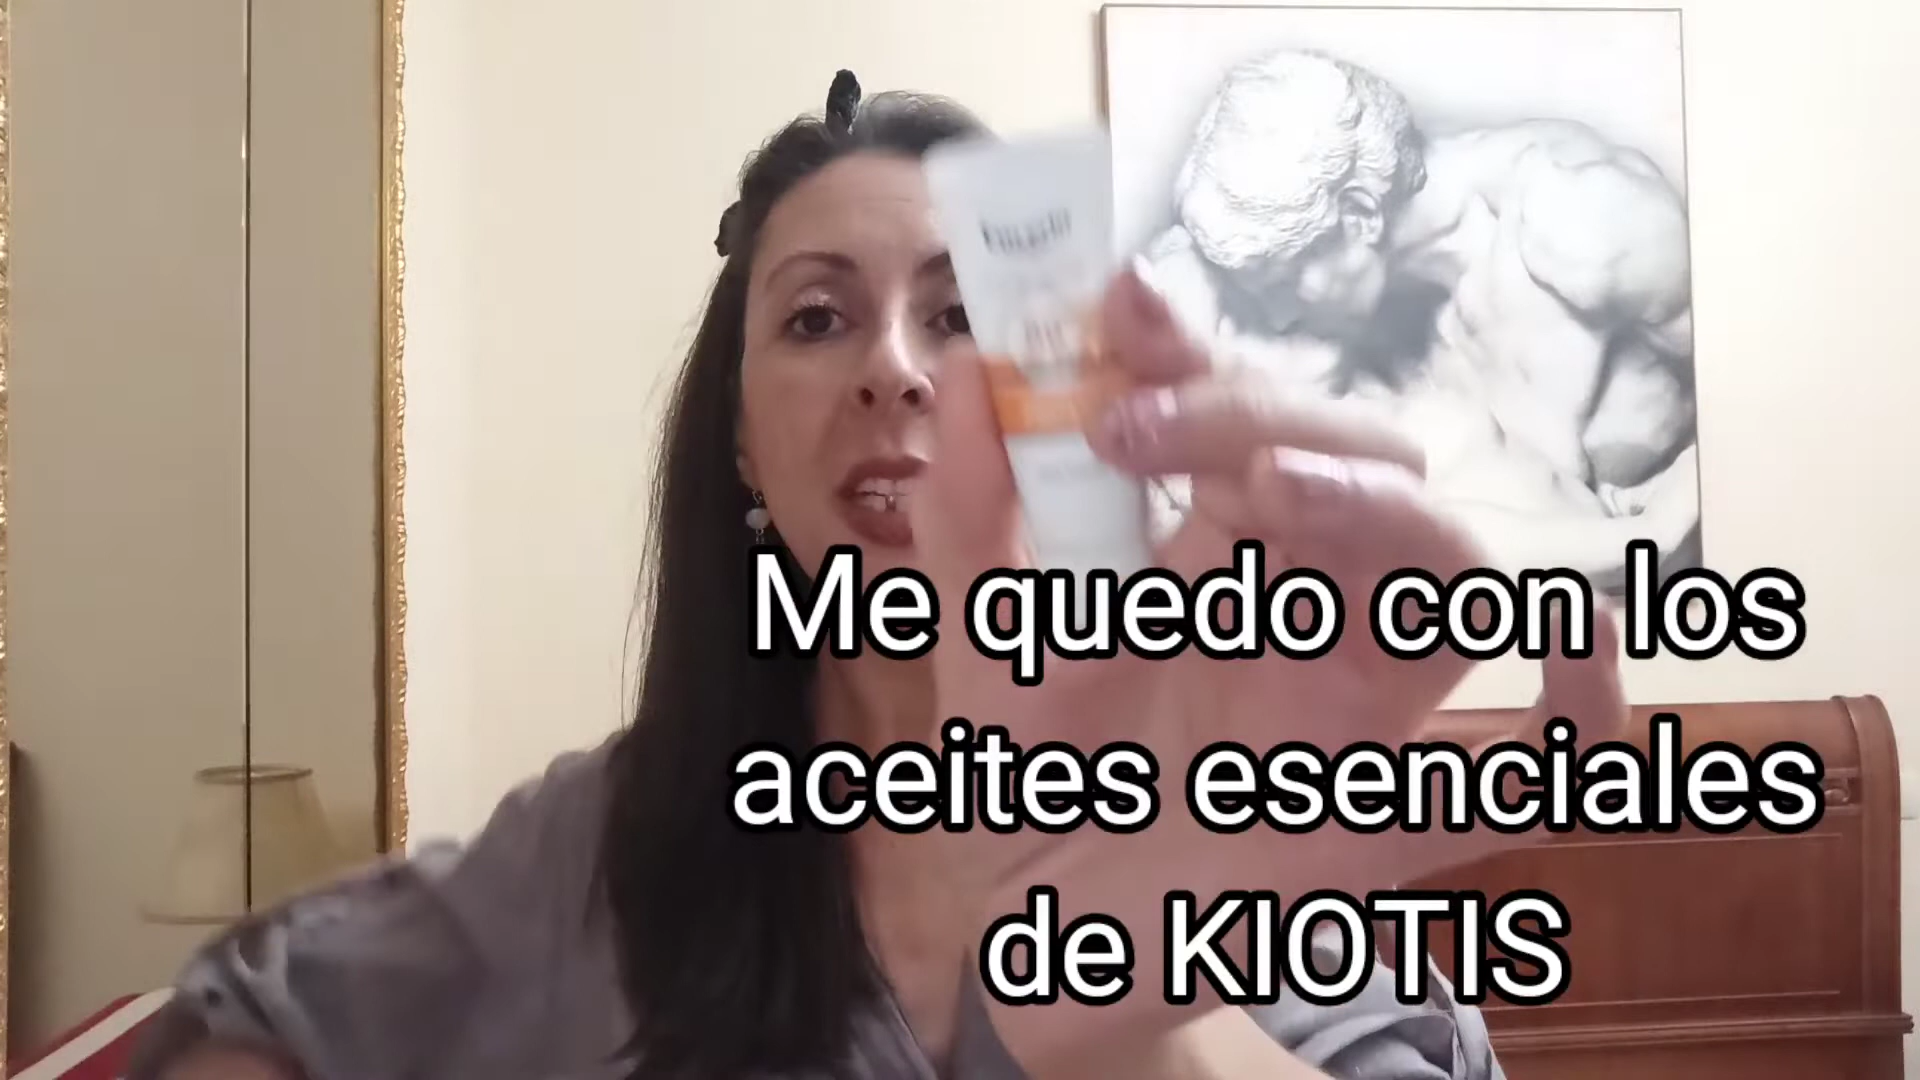 Me quedo con los
aceites esenciales
de KIOTIS